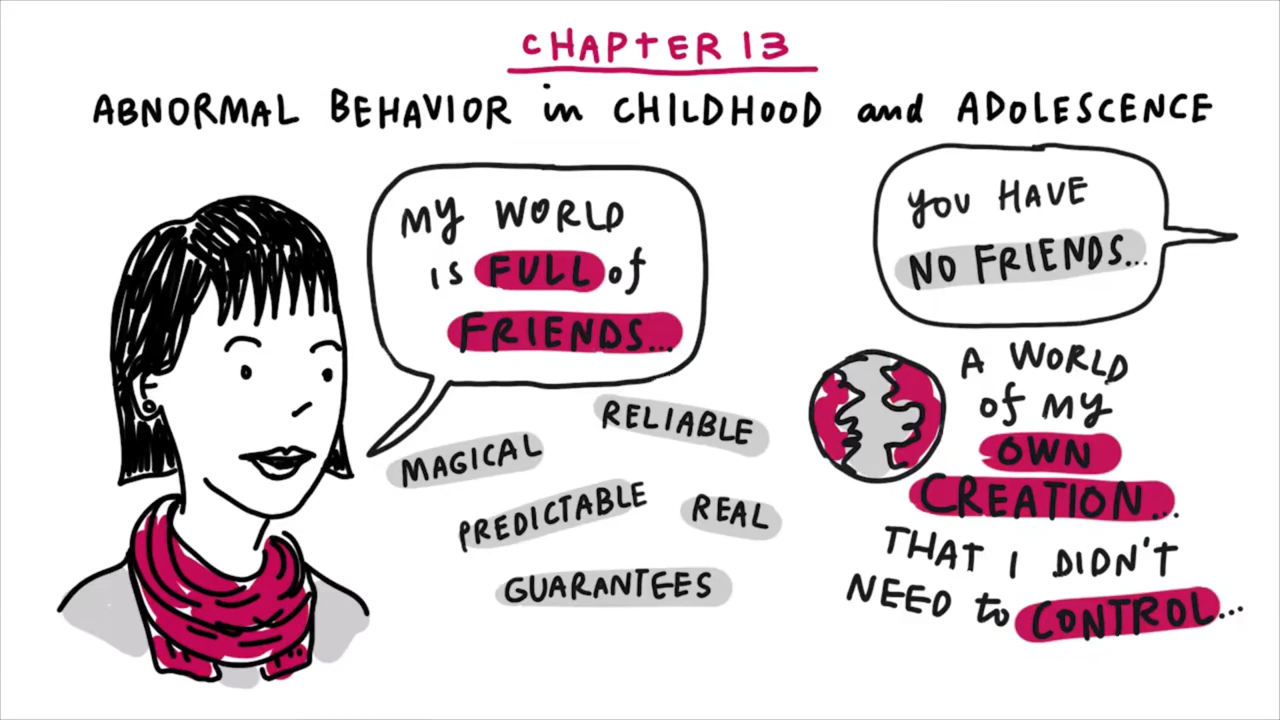 CHAPTER 13
ABNORMAL BEHAVIOR in CHILDHOOD and ADOLESCENCE
MY WORLD
IS FULL of
FRIENDS...
MAGICAL
RELIABLE
PREDICTABLE
REAL
GUARANTEES
YOU HAVE
NO FRIENDS...
A WORLD
of MY
OWN
CREATION...
THAT I DIDN'T
NEED to CONTROL...